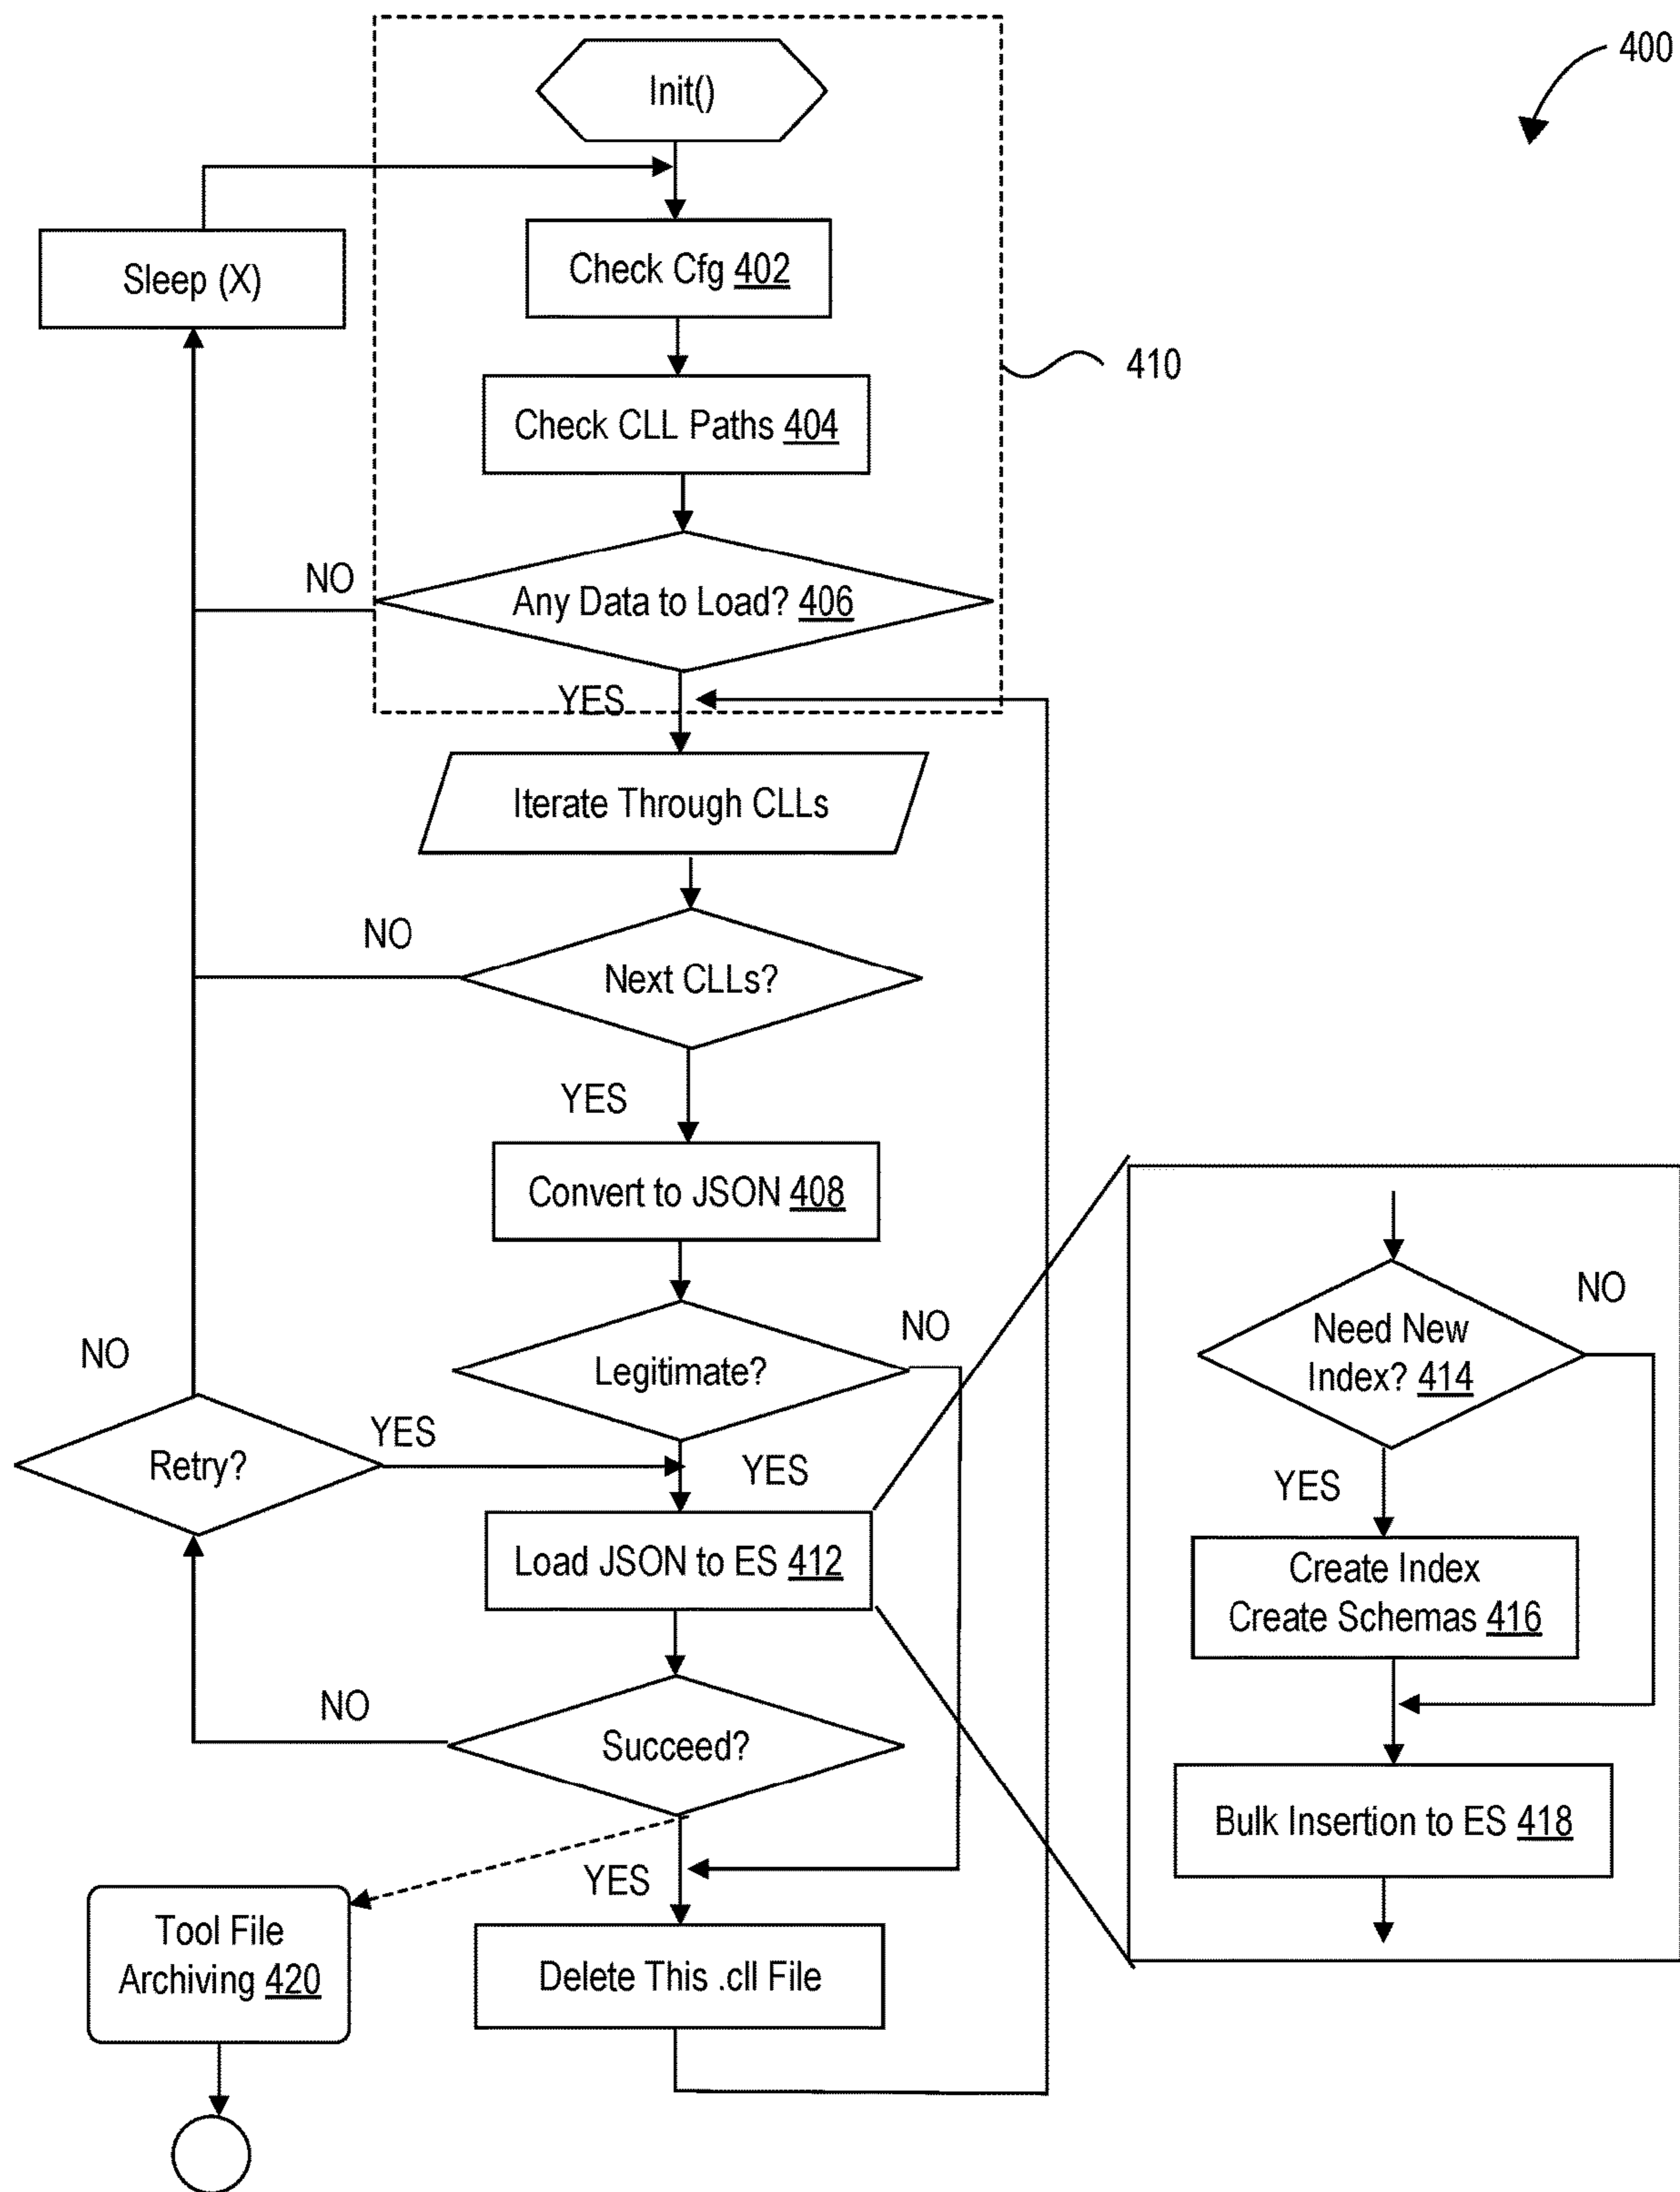 400
Init()
Check Cfg 402
Sleep (X)
410
Check CLL Paths 404
NO
Any Data to Load? 406
YES
Iterate Through CLLs
NO
Next CLLs?
YES
Convert to JSON 408
NO
Legitimate?
NO
Retry?
YES
YES
Load JSON to ES 412
NO
Succeed?
YES
Tool File
Archiving 420
Delete This .cll File
NO
Need New
Index? 414
YES
Create Index
Create Schemas 416
Bulk Insertion to ES 418